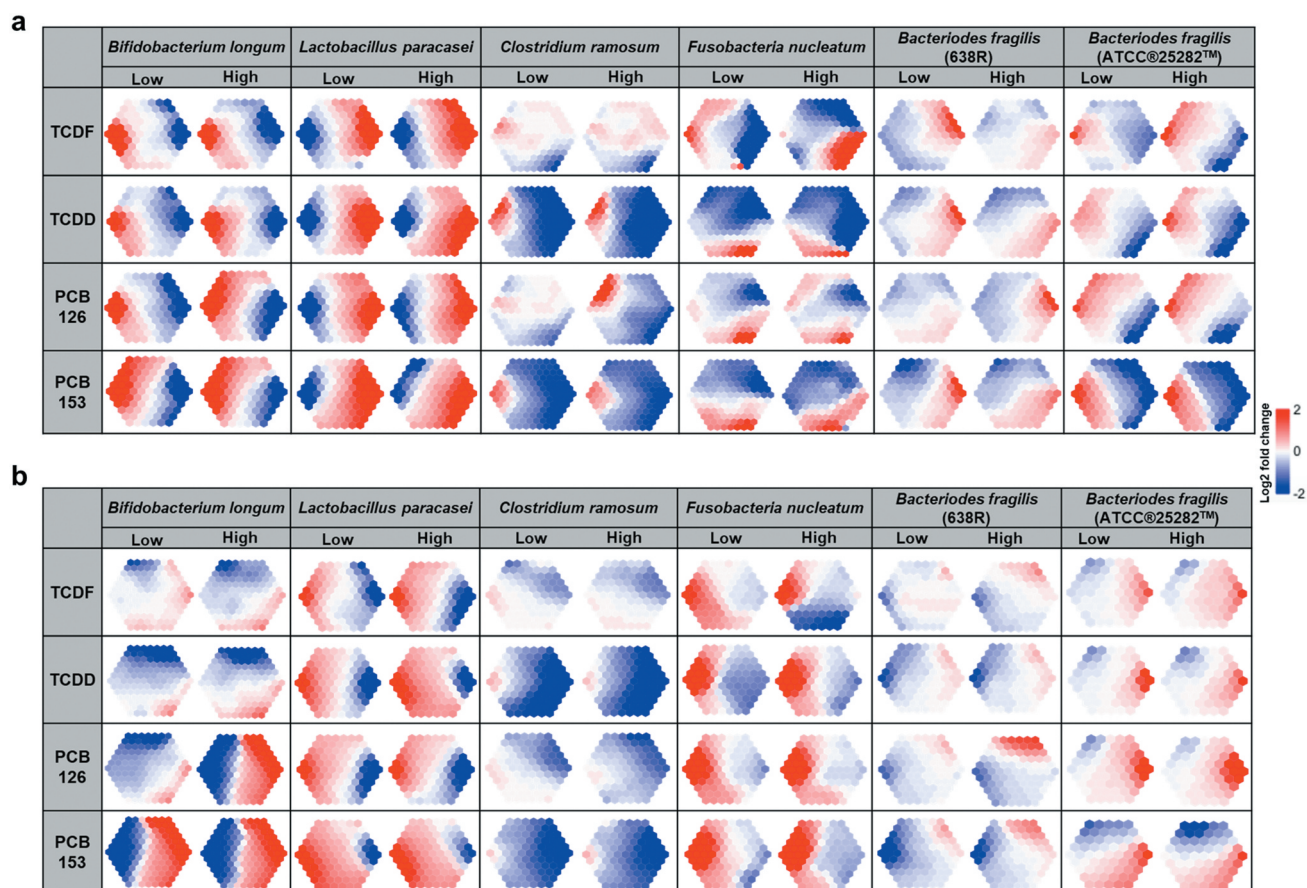 a
Bifidobacterium longum Lactobacillus paracasei Clostridium ramosum Fusobacteria nucleatum Bacteriodes fragilis (638R) Bacteriodes fragilis (ATCC®25282™)
Low High Low High Low High Low High Low High Low High
TCDF
TCDD
PCB
126
PCB
153
Log2 fold change
2
0
-2
b
Bifidobacterium longum Lactobacillus paracasei Clostridium ramosum Fusobacteria nucleatum Bacteriodes fragilis (638R) Bacteriodes fragilis (ATCC®25282™)
Low High Low High Low High Low High Low High Low High
TCDF
TCDD
PCB
126
PCB
153